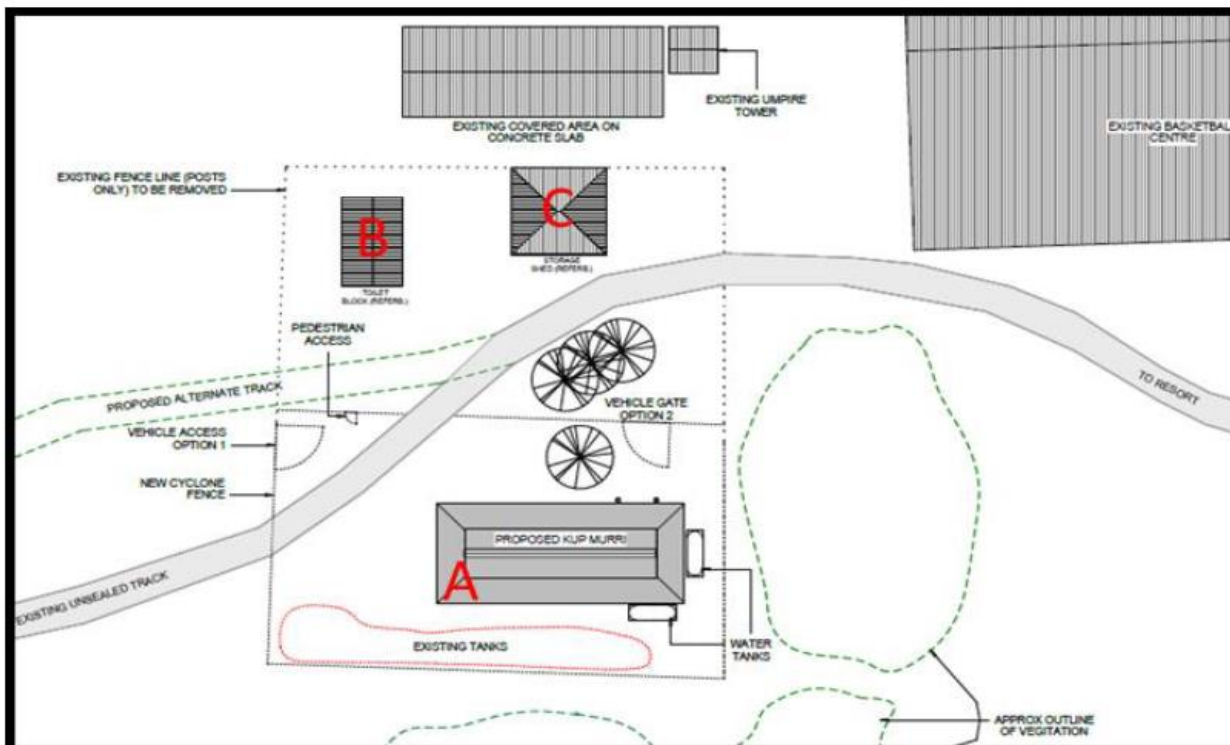 EXISTING UMPIRE
TOWER
EXISTING COVERED AREA ON
CONCRETE SLAB
EXISTING BASKETBAL
CENTRE
EXISTING FENCE LINE (POSTS
ONLY) TO BE REMOVED
B
C
STORAGE
SHED (REFERB.)
TOILET
BLOCK (REFERB.)
PEDESTRIAN
ACCESS
PROPOSED ALTERNATE TRACK
VEHICLE GATE
OPTION 2
TO RESORT
VEHICLE ACCESS
OPTION 1
NEW CYCLONE
FENCE
PROPOSED KUP MURRI
A
EXISTING UNSEALED TRACK
EXISTING TANKS
WATER
TANKS
APPROX OUTLINE
OF VEGITATION